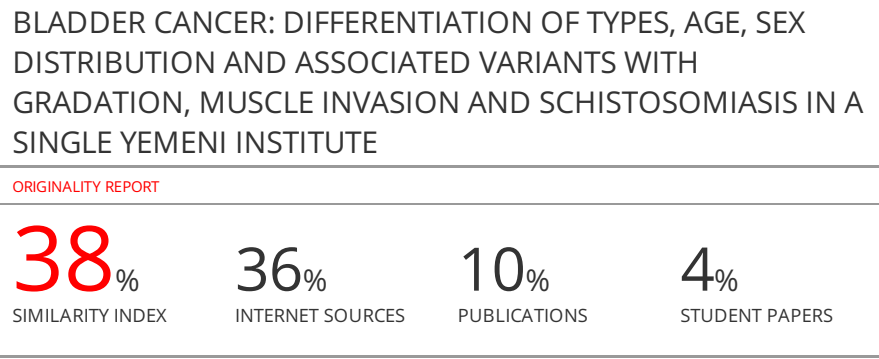 BLADDER CANCER: DIFFERENTIATION OF TYPES, AGE, SEX
DISTRIBUTION AND ASSOCIATED VARIANTS WITH
GRADATION, MUSCLE INVASION AND SCHISTOSOMIASIS IN A
SINGLE YEMENI INSTITUTE
ORIGINALITY REPORT
38% 36% 10% 4%
SIMILARITY INDEX INTERNET SOURCES PUBLICATIONS STUDENT PAPERS